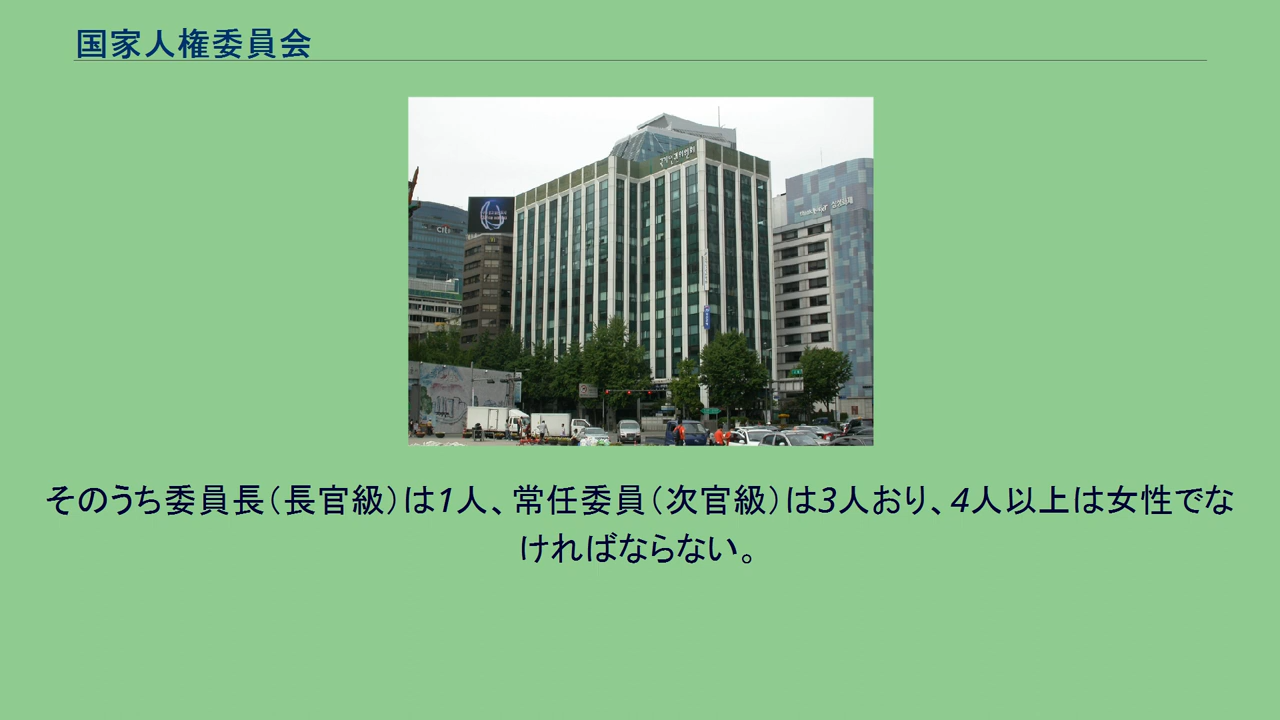 国家人権委員会
citi
そのうち委員長（長官級）は1人、常任委員（次官級）は3人おり、4人以上は女性でな
ければならない。